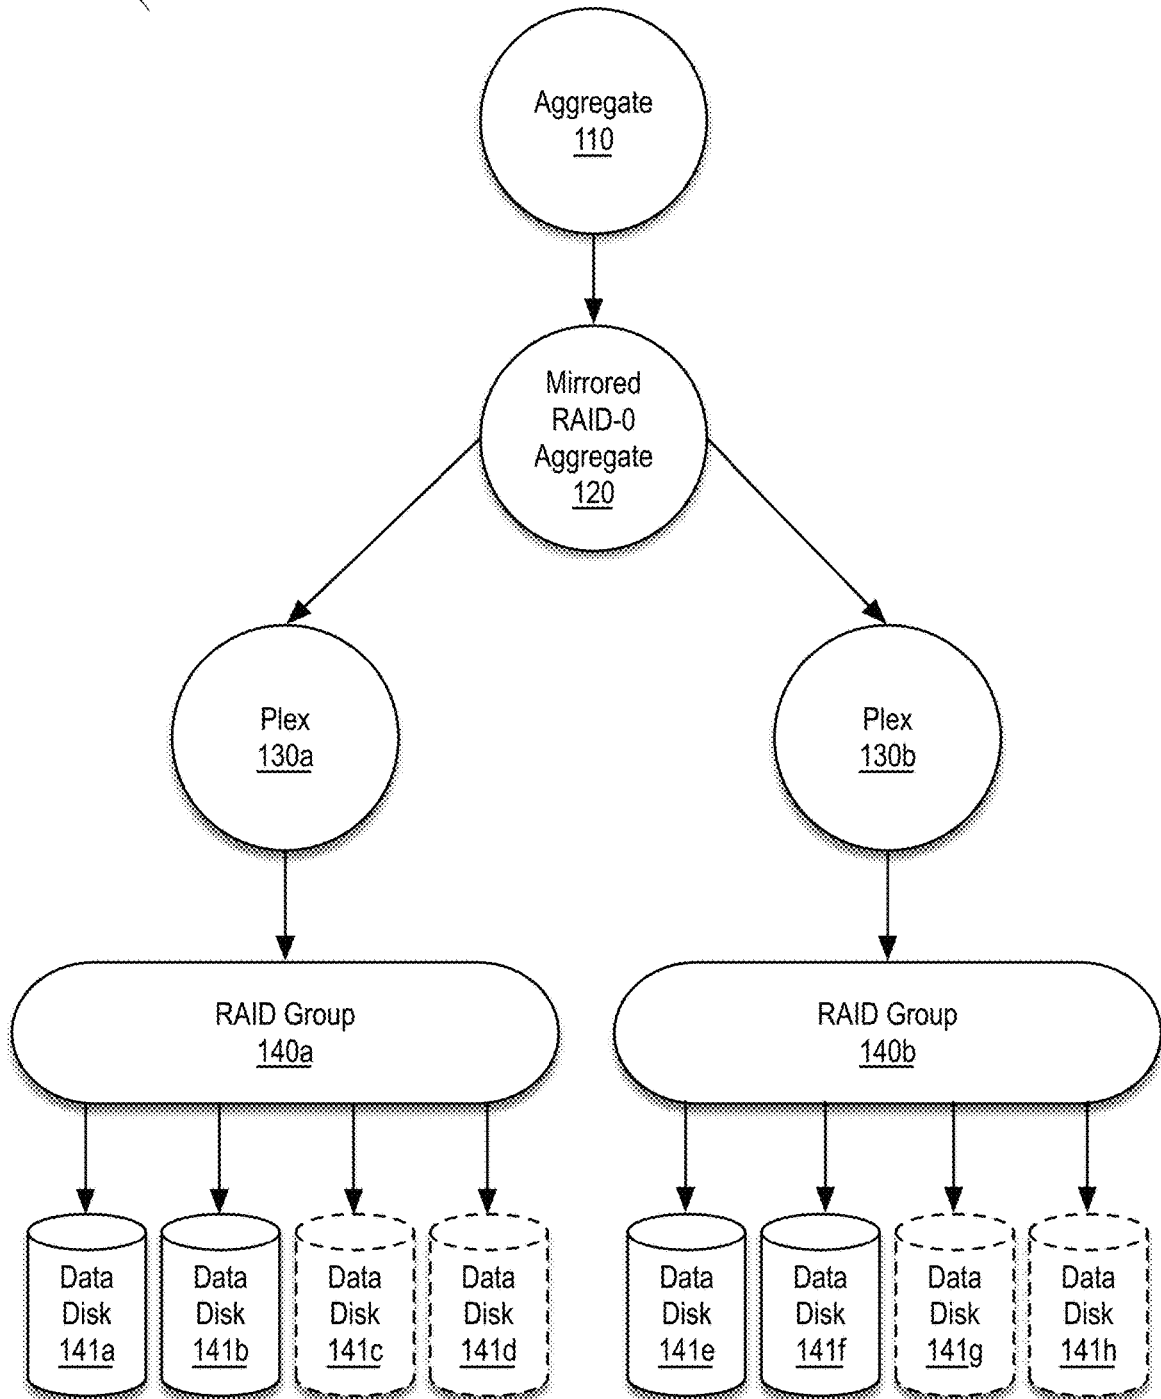 Aggregate
110
Mirrored
RAID-0
Aggregate
120
Plex
130a
Plex
130b
RAID Group
140a
RAID Group
140b
Data
Disk
141a
Data
Disk
141b
Data
Disk
141c
Data
Disk
141d
Data
Disk
141e
Data
Disk
141f
Data
Disk
141g
Data
Disk
141h